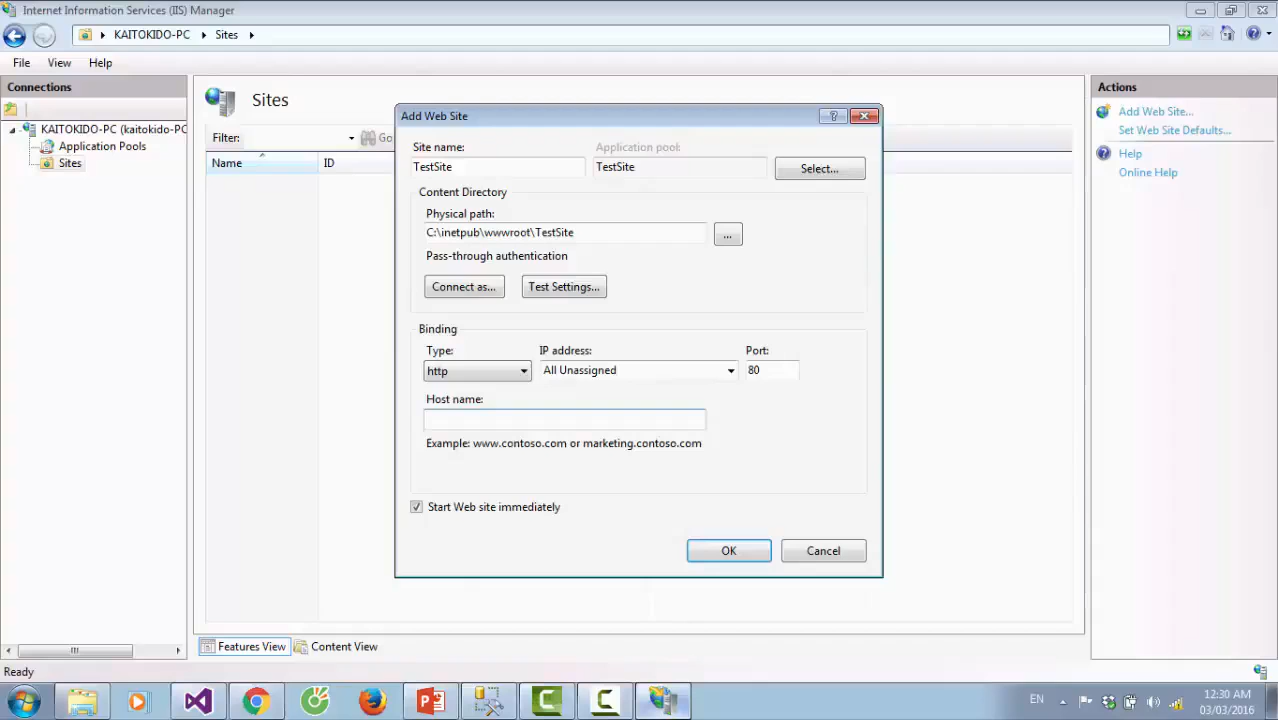 Internet Information Services (IIS) Manager
KAITOKIDO-PC
Sites
File View Help
Connections
KAITOKIDO-PC (kaitokido-PC
Application Pools
Sites
Sites
Filter:
Go
Name ID
Add Web Site
Site name:
Application pool:
TestSite
TestSite
Select...
Content Directory
Physical path:
C:\inetpub\wwwroot\TestSite
...
Pass-through authentication
Connect as...
Test Settings...
Binding
Type:
IP address:
Port:
http
All Unassigned
80
Host name:
Example: www.contoso.com or marketing.contoso.com
Start Web site immediately
OK
Cancel
Actions
Add Web Site...
Set Web Site Defaults...
Help
Online Help
Features View
Content View
Ready
EN
12:30 AM
03/03/2016